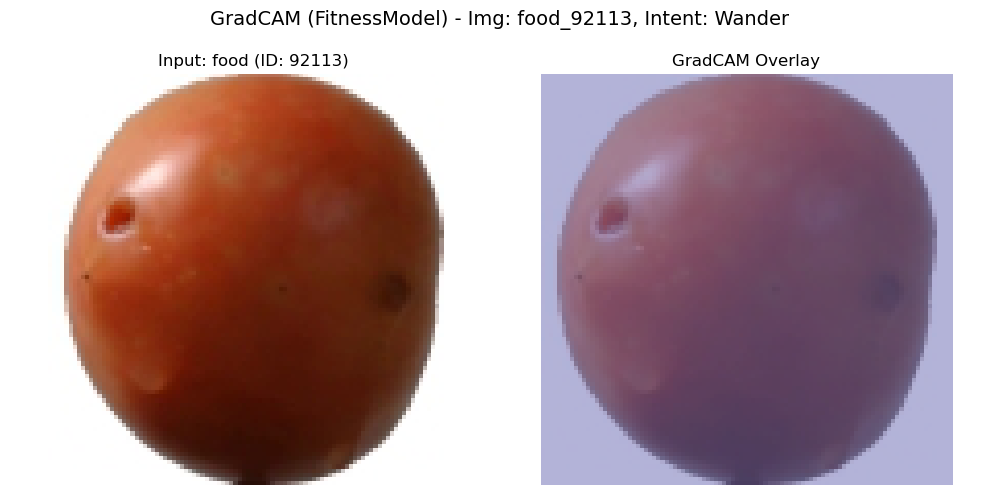 GradCAM (FitnessModel) - Img: food_92113, Intent: Wander
Input: food (ID: 92113)
GradCAM Overlay